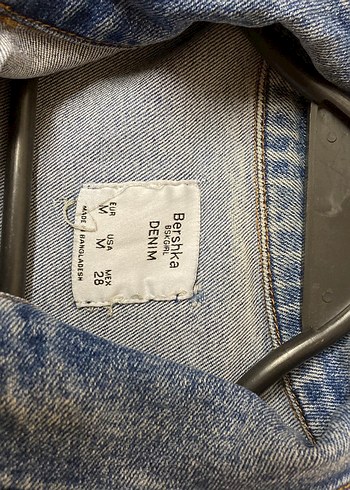 Bershka
BSKGIRL
DENIM
EUR USA MEX
M M 28
MADE IN BANGLADESH